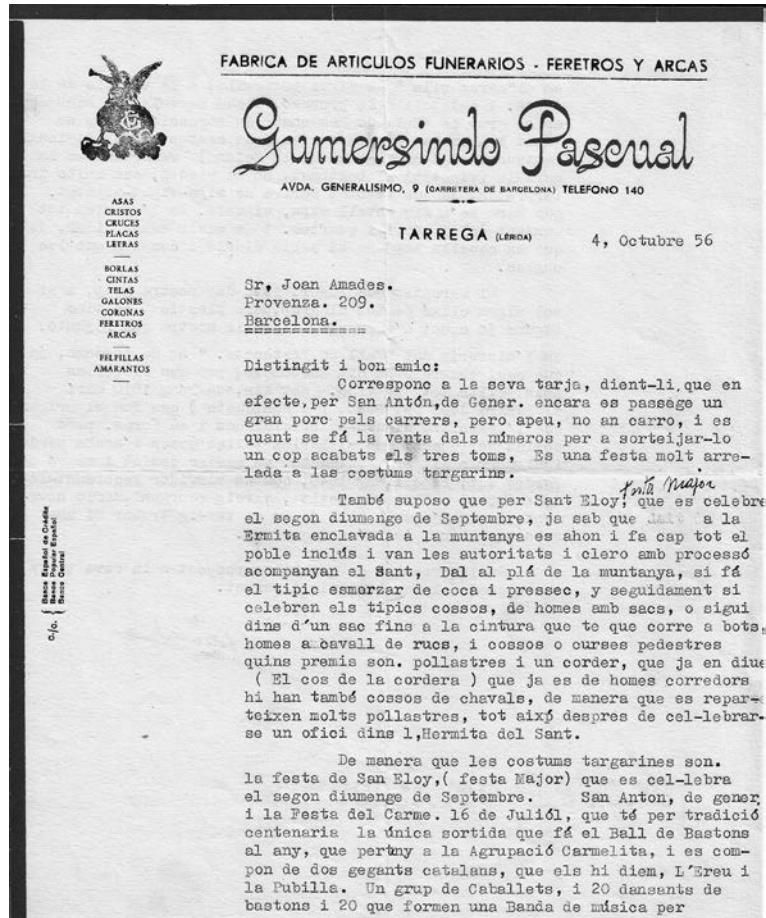 FABRICA DE ARTICULOS FUNERARIOS - FERETROS Y ARCAS
Gumersindo Pascual
AVDA. GENERALISIMO, 9 (CARRETERA DE BARCELONA) TELEFONO 140
TARREGA (LERIDA)
4, Octubre 56
ASAS
CRISTOS
CRUCES
PLACAS
LETRAS
BORLAS
CINTAS
TELAS
GALONES
CORONAS
FERETROS
ARCAS
FELPILLAS
AMARANTOS
c/c. { Banco Español de Crédito
Banco Popular Español
Banco Central
Sr, Joan Amades.
Provenza. 209.
Barcelona.
Distingit i bon amic:
Corresponc a la seva tarja, dient-li, que en
efecte, per San Antón, de Gener. encara es passege un
gran porc pels carrers, pero apeu, no an carro, i es
quant se fá la venta dels números per a sorteijar-lo
un cop acabats els tres toms, Es una festa molt arre-
lada a las costums targarins.
festa Major
També suposo que per Sant Eloy, que es celebre
el segon diumenge de Septembre, ja sab que a la
Ermita enclavada a la muntanya es ahon i fa cap tot el
poble inclús i van les autoritats i clero amb processó
acompanyan el Sant, Dal al plá de la muntanya, si fá
el tipic esmorzar de coca i pressec, y seguidament si
celebren els tipics cossos, de homes amb sacs, o sigui
dins d'un sac fins a la cintura que te que corre a bots,
homes a cavall de rucs, i cossos o curses pedestres
quins premis son. pollastres i un corder, que ja en diue
( El cos de la cordera ) que ja es de homes corredors
hi han també cossos de chavals, de manera que es repar-
teixen molts pollastres, tot aixó despres de cel-lebrar-
se un ofici dins l,Hermita del Sant.
De manera que les costums targarines son.
la festa de San Eloy,( festa Major) que es cel-lebra
el segon diumenge de Septembre. San Anton, de gener,
i la Festa del Carme. 16 de Juliól, que té per tradició
centenaria la única sortida que fá el Ball de Bastons
al any, que pertny a la Agrupació Carmelita, i es com-
pon de dos gegants catalans, que els hi diem, L'Ereu i
la Pubilla. Un grup de Caballets, i 20 dansants de
bastons i 20 que formen una Banda de música per